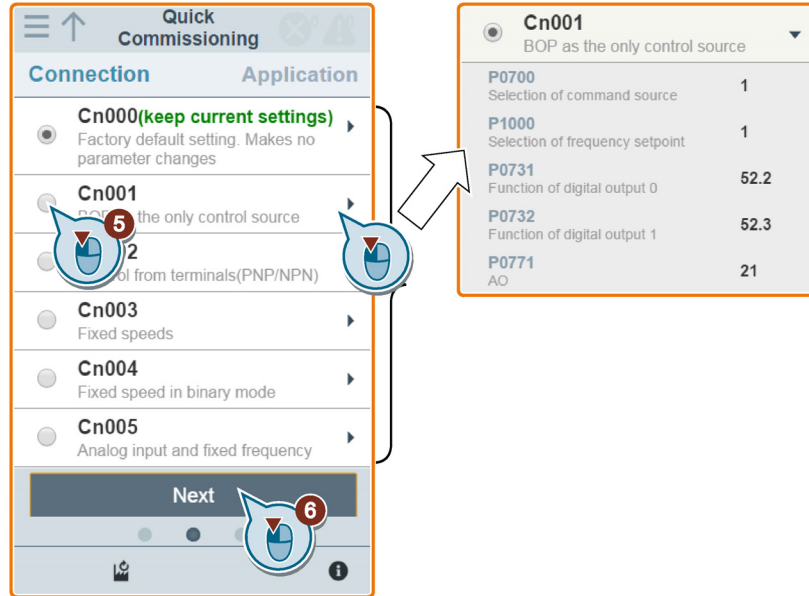 Quick
Commissioning
Connection Application
Cn000(keep current settings)
Factory default setting. Makes no
parameter changes
Cn001
the only control source
5
2
from terminals(PNP/NPN)
Cn003
Fixed speeds
Cn004
Fixed speed in binary mode
Cn005
Analog input and fixed frequency
Next
6
Cn001
BOP as the only control source
P0700 1
Selection of command source
P1000 1
Selection of frequency setpoint
P0731 52.2
Function of digital output 0
P0732 52.3
Function of digital output 1
P0771 21
AO